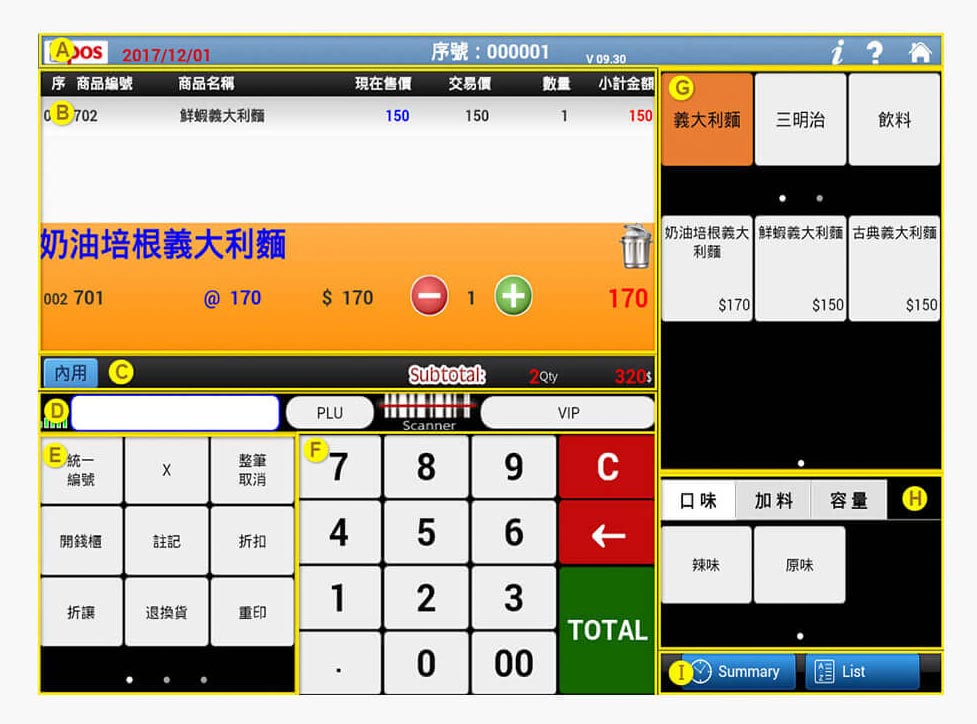 A
pos
2017/12/01
序號：000001
V 09.30
i
?
序 商品編號 商品名稱 現在售價 交易價 數量 小計金額
B
702 鮮蝦義大利麵 150 150 1 150
奶油培根義大利麵
002 701 @ 170 $ 170 1 170
內用
C
Subtotal: 2Qty 320$
D
PLU
Scanner
VIP
E
統一
編號
X
整筆
取消
開錢櫃 註記 折扣
折讓 退換貨 重印
F
7 8 9 C
4 5 6 ←
1 2 3
TOTAL
. 0 00
G
義大利麵 三明治 飲料
奶油培根義大
利麵
$170
鮮蝦義大利麵
$150
古典義大利麵
$150
口味 加料 容量
H
辣味 原味
I
Summary
List